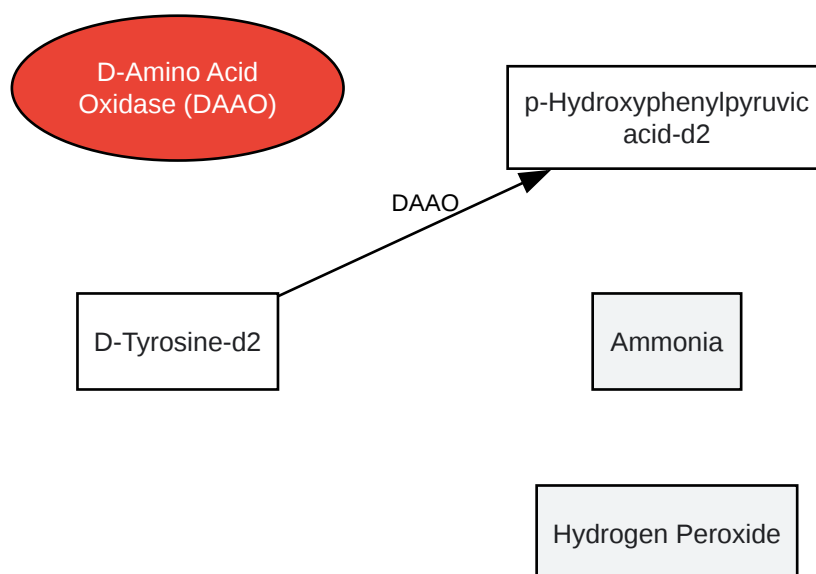 D-Amino Acid
Oxidase (DAAO)
p-Hydroxyphenylpyruvic
acid-d2
DAAO
D-Tyrosine-d2
Ammonia
Hydrogen Peroxide